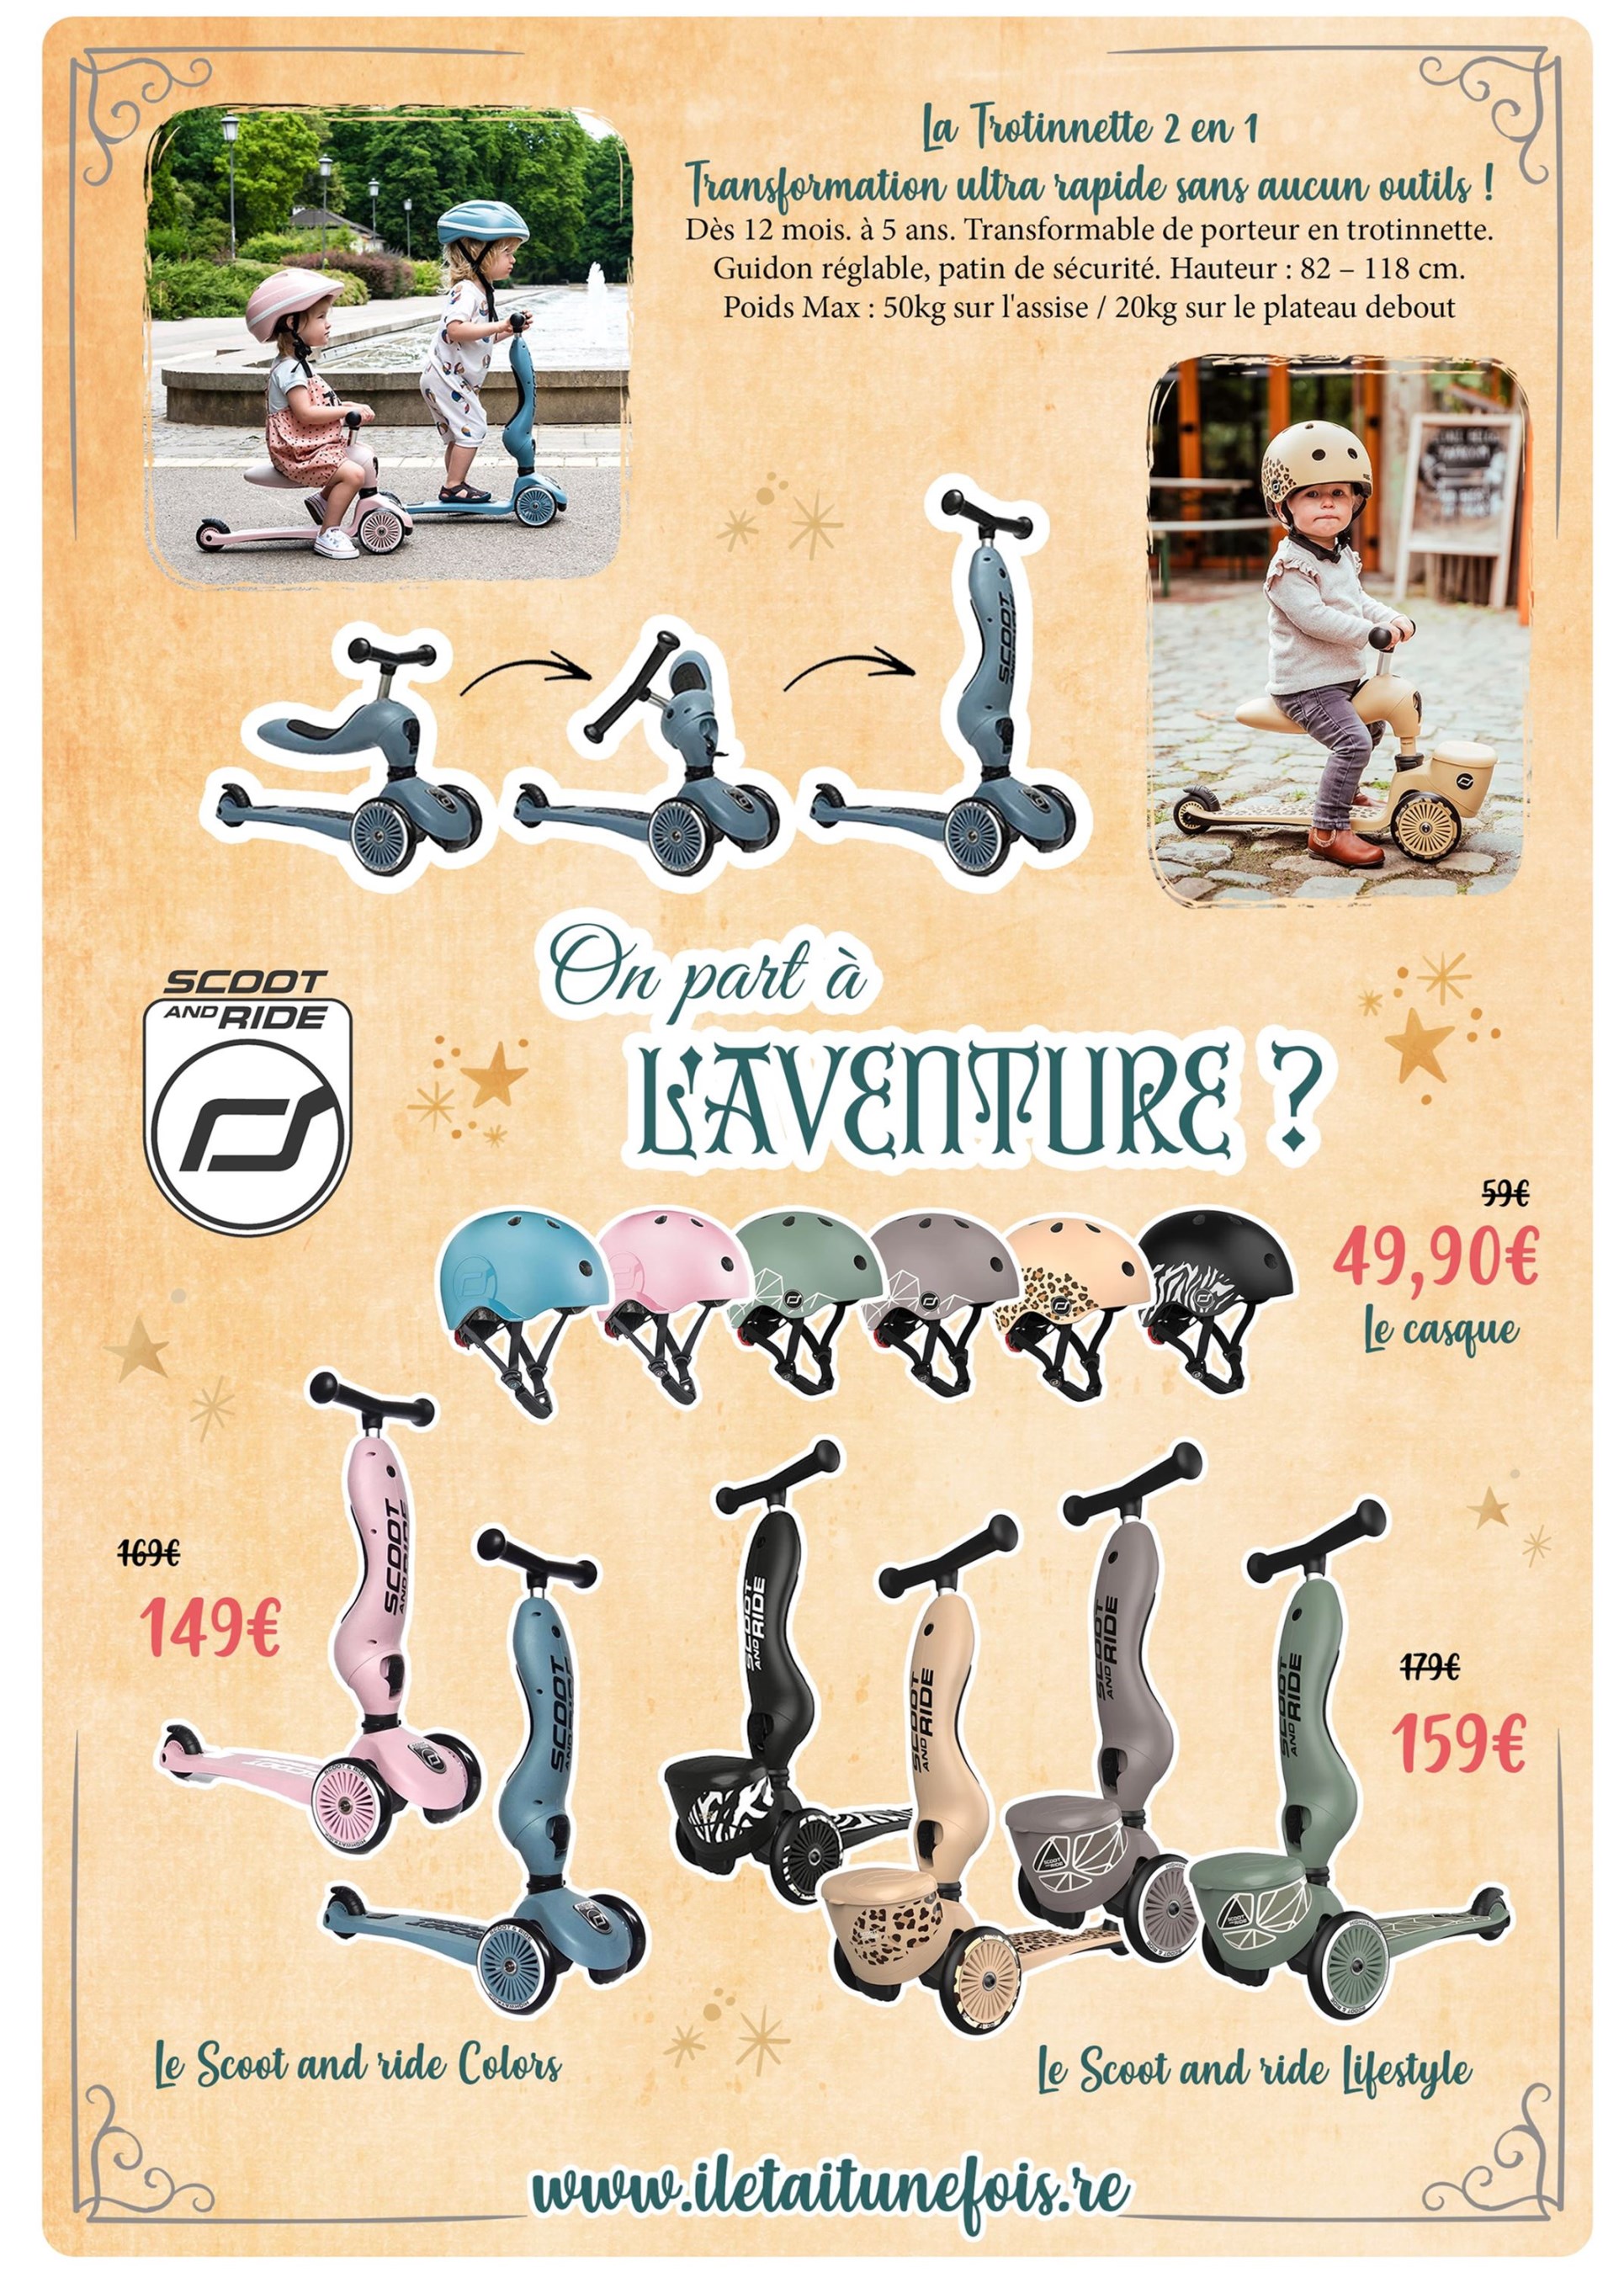 La Trotinnette 2 en 1
Transformation ultra rapide sans aucun outils !
Dès 12 mois. à 5 ans. Transformable de porteur en trotinnette.
Guidon réglable, patin de sécurité. Hauteur : 82 – 118 cm.
Poids Max : 50kg sur l'assise / 20kg sur le plateau debout
SCOOT
On part à
L'AVENTURE ?
SCOOT
AND RIDE
59€
49,90€
Le casque
169€
149€
SCOOT
AND RIDE
SCOOT
AND RIDE
SCOOT
AND RIDE
SCOOT
AND RIDE
SCOOT
AND RIDE
SCOOT
AND RIDE
179€
159€
Le Scoot and ride Colors
Le Scoot and ride Lifestyle
www.iletaitunefois.re